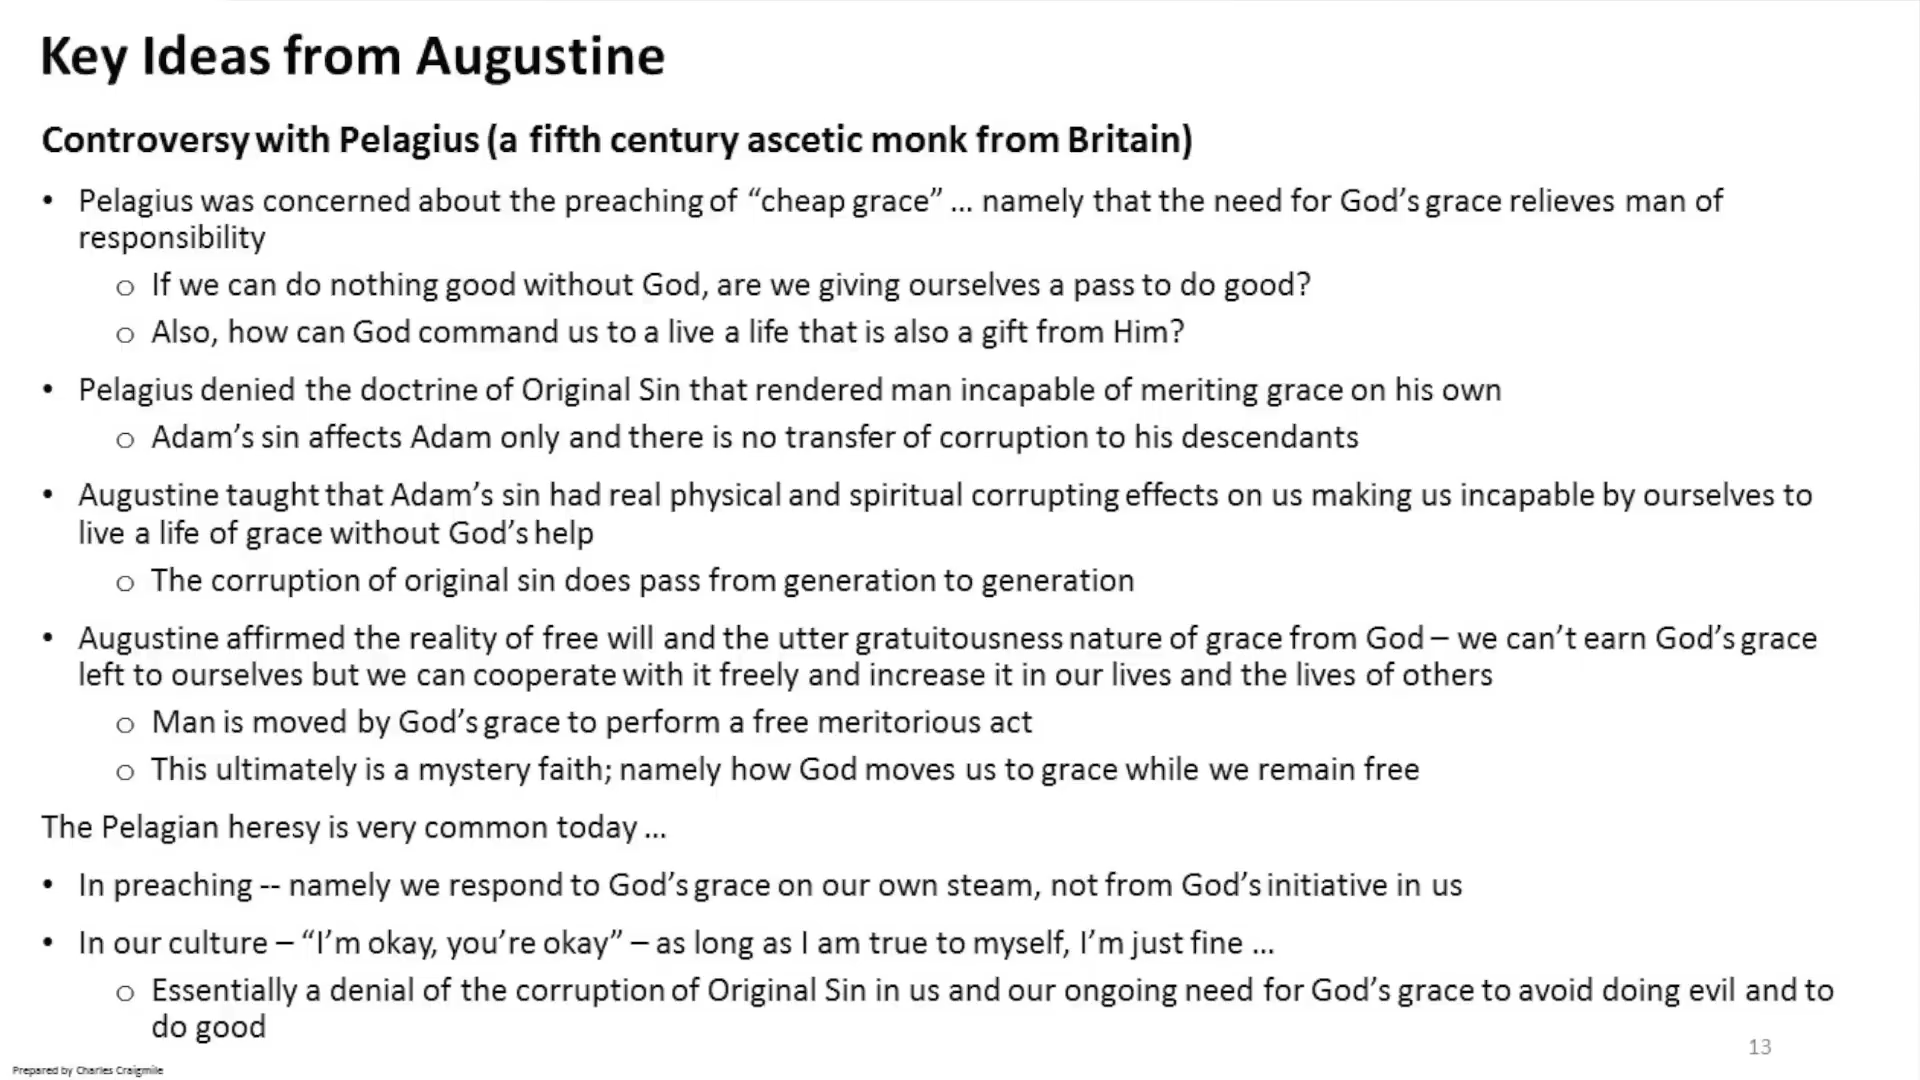 Key Ideas from Augustine
Controversy with Pelagius (a fifth century ascetic monk from Britain)
• Pelagius was concerned about the preaching of “cheap grace” … namely that the need for God’s grace relieves man of
responsibility
o If we can do nothing good without God, are we giving ourselves a pass to do good?
o Also, how can God command us to a live a life that is also a gift from Him?
• Pelagius denied the doctrine of Original Sin that rendered man incapable of meriting grace on his own
o Adam’s sin affects Adam only and there is no transfer of corruption to his descendants
• Augustine taught that Adam’s sin had real physical and spiritual corrupting effects on us making us incapable by ourselves to
live a life of grace without God’s help
o The corruption of original sin does pass from generation to generation
• Augustine affirmed the reality of free will and the utter gratuitousness nature of grace from God – we can’t earn God’s grace
left to ourselves but we can cooperate with it freely and increase it in our lives and the lives of others
o Man is moved by God’s grace to perform a free meritorious act
o This ultimately is a mystery faith; namely how God moves us to grace while we remain free
The Pelagian heresy is very common today …
• In preaching -- namely we respond to God’s grace on our own steam, not from God’s initiative in us
• In our culture – “I’m okay, you’re okay” – as long as I am true to myself, I’m just fine …
o Essentially a denial of the corruption of Original Sin in us and our ongoing need for God’s grace to avoid doing evil and to
do good
13
Prepared by Charles Craigmile